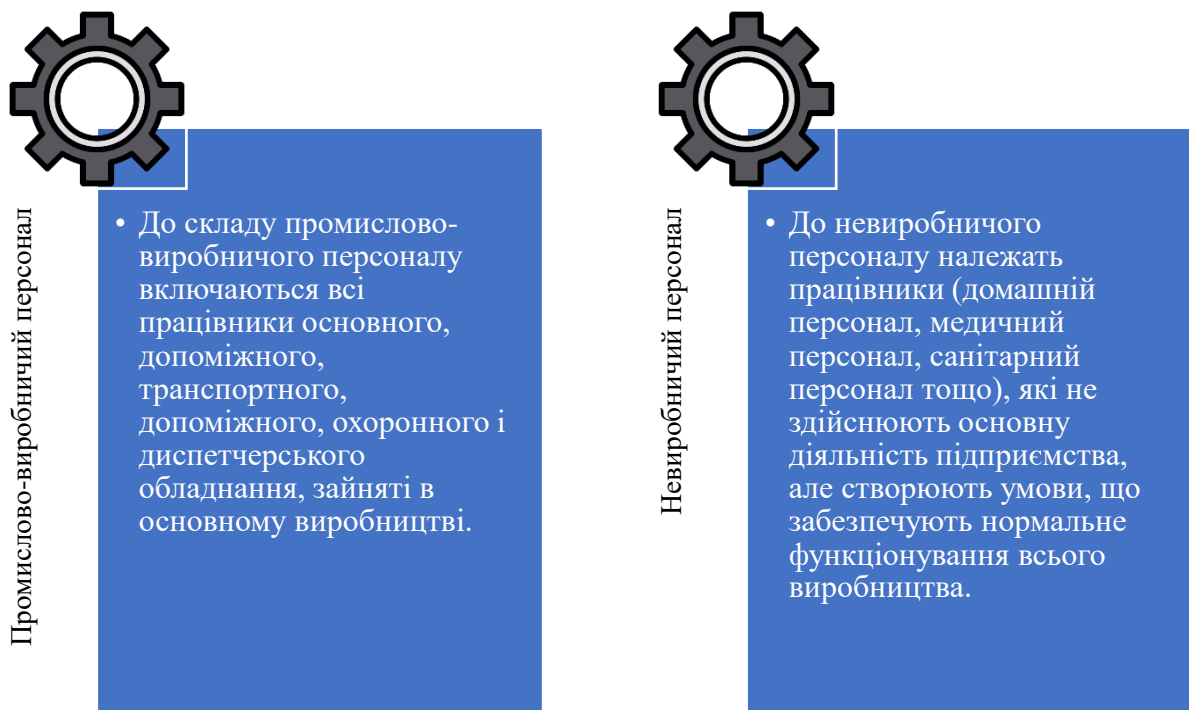 Промислово-виробничий персонал
• До складу промислово-
виробничого персоналу
включаються всі
працівники основного,
допоміжного,
транспортного,
допоміжного, охоронного і
диспетчерського
обладнання, зайняті в
основному виробництві.
Невиробничий персонал
• До невиробничого
персоналу належать
працівники (домашній
персонал, медичний
персонал, санітарний
персонал тощо), які не
здійснюють основну
діяльність підприємства,
але створюють умови, що
забезпечують нормальне
функціонування всього
виробництва.